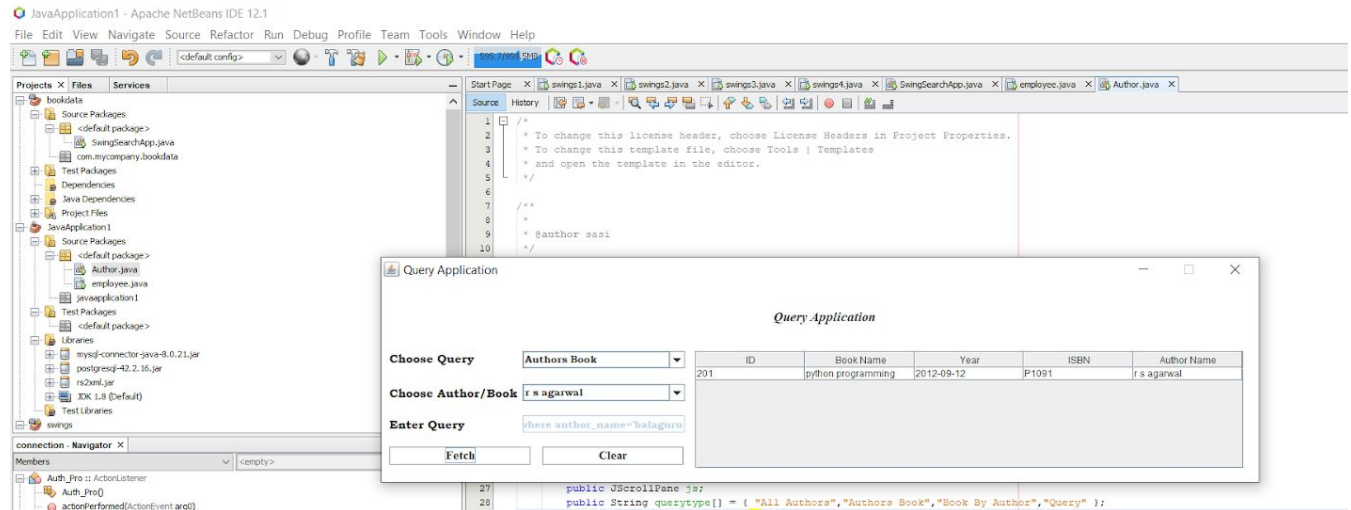 JavaApplication1 - Apache NetBeans IDE 12.1
File Edit View Navigate Source Refactor Run Debug Profile Team Tools Window Help
<default config>
Projects X Files Services
bookdata
Source Packages
<default package>
SwingSearchApp.java
com.mycompany.bookdata
Test Packages
Dependencies
Java Dependencies
Project Files
JavaApplication1
Source Packages
<default package>
Author.java
employee.java
javaapplication1
Test Packages
<default package>
Libraries
mysql-connector-java-8.0.21.jar
postgresql-42.2.16.jar
rs2xml.jar
JDK 1.8 (Default)
Test Libraries
swings
connection - Navigator X
Members <empty>
Auth_Pro :: ActionListener
Auth_Pro()
actionPerformed(ActionEvent arg0)
Start Page X swings1.java X swings2.java X swings3.java X swings4.java X SwingSearchApp.java X employee.java X Author.java X
Source History
1 /*
2 * To change this license header, choose License Headers in Project Properties.
3 * To change this template file, choose Tools | Templates
4 * and open the template in the editor.
5 */
6
7 /**
8 *
9 * @author sasi
10 */
Query Application
Query Application
Choose Query Authors Book
Choose Author/Book r s agarwal
Enter Query where author_name='balaguru
Fetch Clear
ID Book Name Year ISBN Author Name
201 python programming 2012-09-12 P1091 r s agarwal
27 public JScrollPane js;
28 public String querytype[] = { "All Authors","Authors Book","Book By Author","Query" };